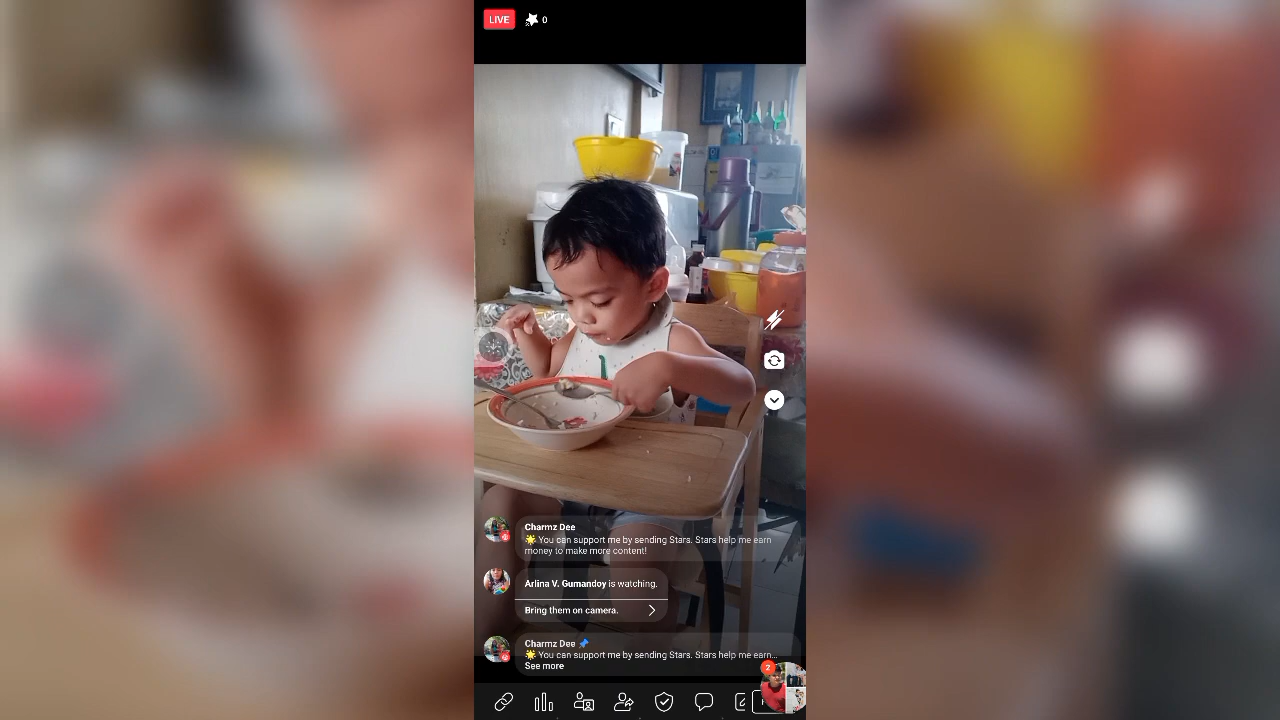 LIVE
0
Charmz Dee
🌟 You can support me by sending Stars. Stars help me earn
money to make more content!
Arlina V. Gumandoy is watching.
Bring them on camera.
Charmz Dee 📌
🌟 You can support me by sending Stars. Stars help me earn...
See more
2